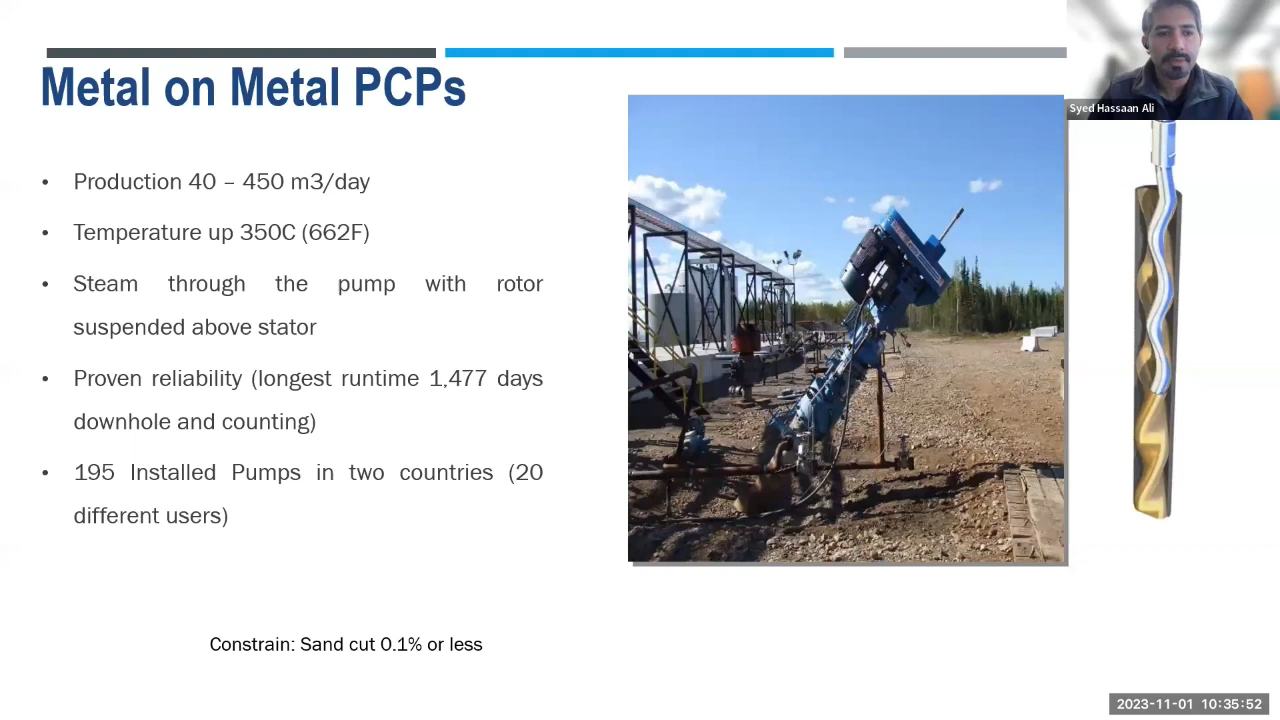 Metal on Metal PCPs
Syed Hassaan Ali
• Production 40 – 450 m3/day
• Temperature up 350C (662F)
• Steam through the pump with rotor
suspended above stator
• Proven reliability (longest runtime 1,477 days
downhole and counting)
• 195 Installed Pumps in two countries (20
different users)
Constrain: Sand cut 0.1% or less
2023-11-01 10:35:52